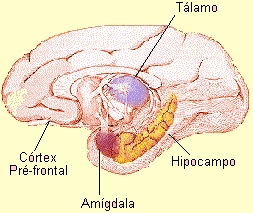 Tálamo
Córtex
Pré-frontal
Hipocampo
Amígdala